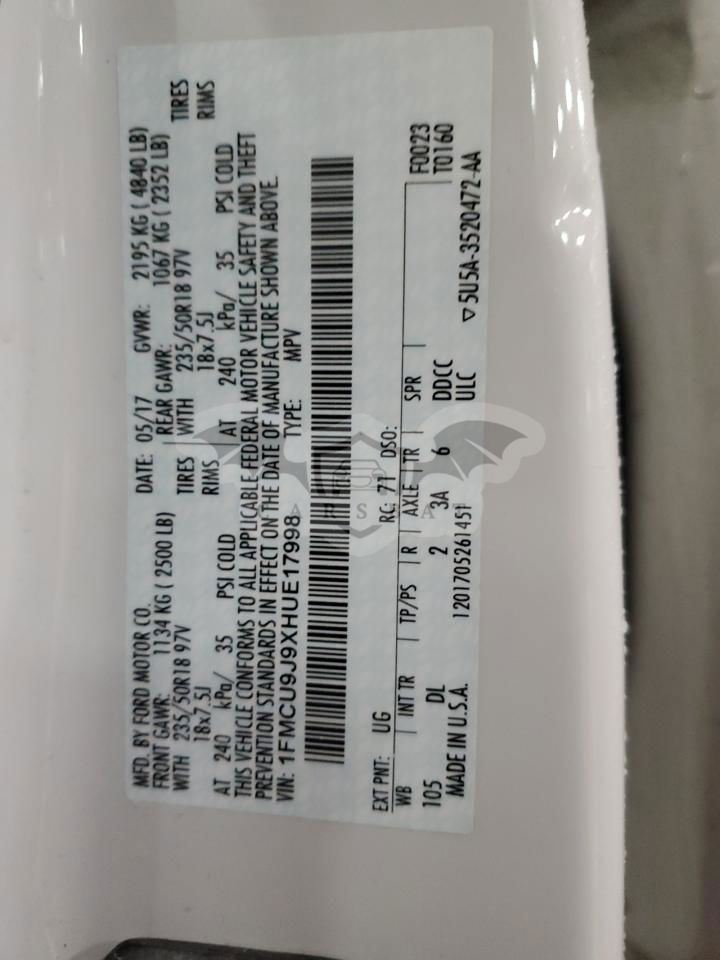 MFD. BY FORD MOTOR CO. DATE: 05/17 GVWR: 2195 KG ( 4840 LB)
FRONT GAWR: 1134 KG ( 2500 LB) REAR GAWR: 1067 KG ( 2352 LB)
WITH 235/50R18 97V TIRES WITH 235/50R18 97V TIRES
18x7.5J RIMS 18x7.5J RIMS
AT 240 kPa/ 35 PSI COLD AT 240 kPa/ 35 PSI COLD
THIS VEHICLE CONFORMS TO ALL APPLICABLE FEDERAL MOTOR VEHICLE SAFETY AND THEFT
PREVENTION STANDARDS IN EFFECT ON THE DATE OF MANUFACTURE SHOWN ABOVE.
VIN: 1FMCU9J9XHUE17998 TYPE: MPV
EXT PNT: UG RC: 71 DSO:
WB INT TR TP/PS R AXLE TR SPR F0023
105 DL 2 3A 6 DDCC T0160
MADE IN U.S.A. 1201705261451 ULC ▽5U5A-3520472-AA